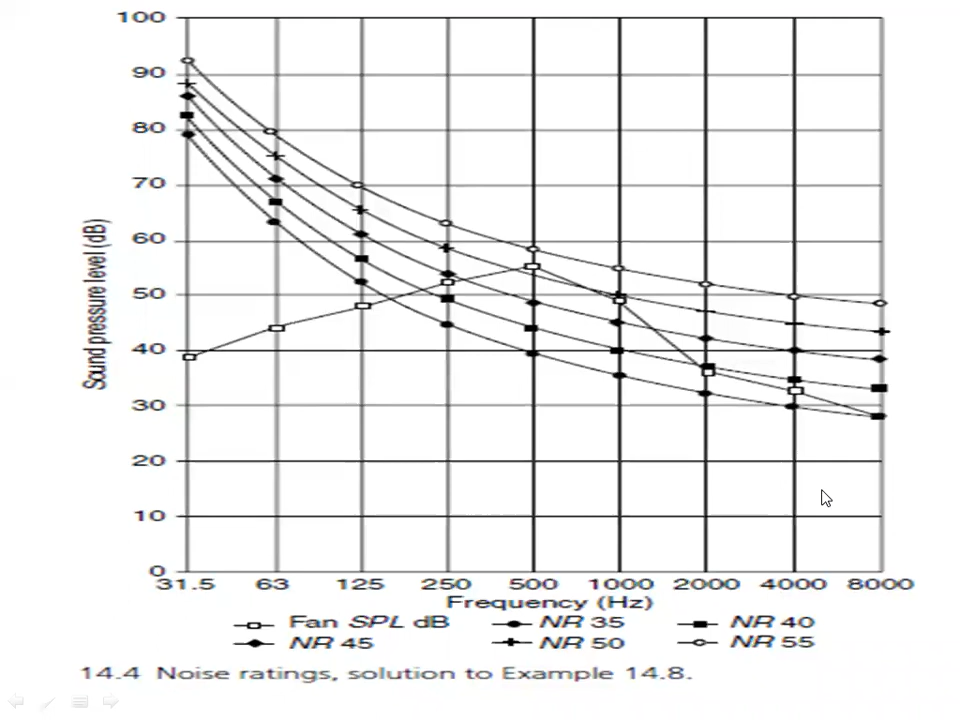 100
90
80
70
60
50
40
30
20
10
0
Sound pressure level (dB)
31.5 63 125 250 500 1000 2000 4000 8000
Frequency (Hz)
Fan SPL dB NR 35 NR 40
NR 45 NR 50 NR 55
14.4 Noise ratings, solution to Example 14.8.